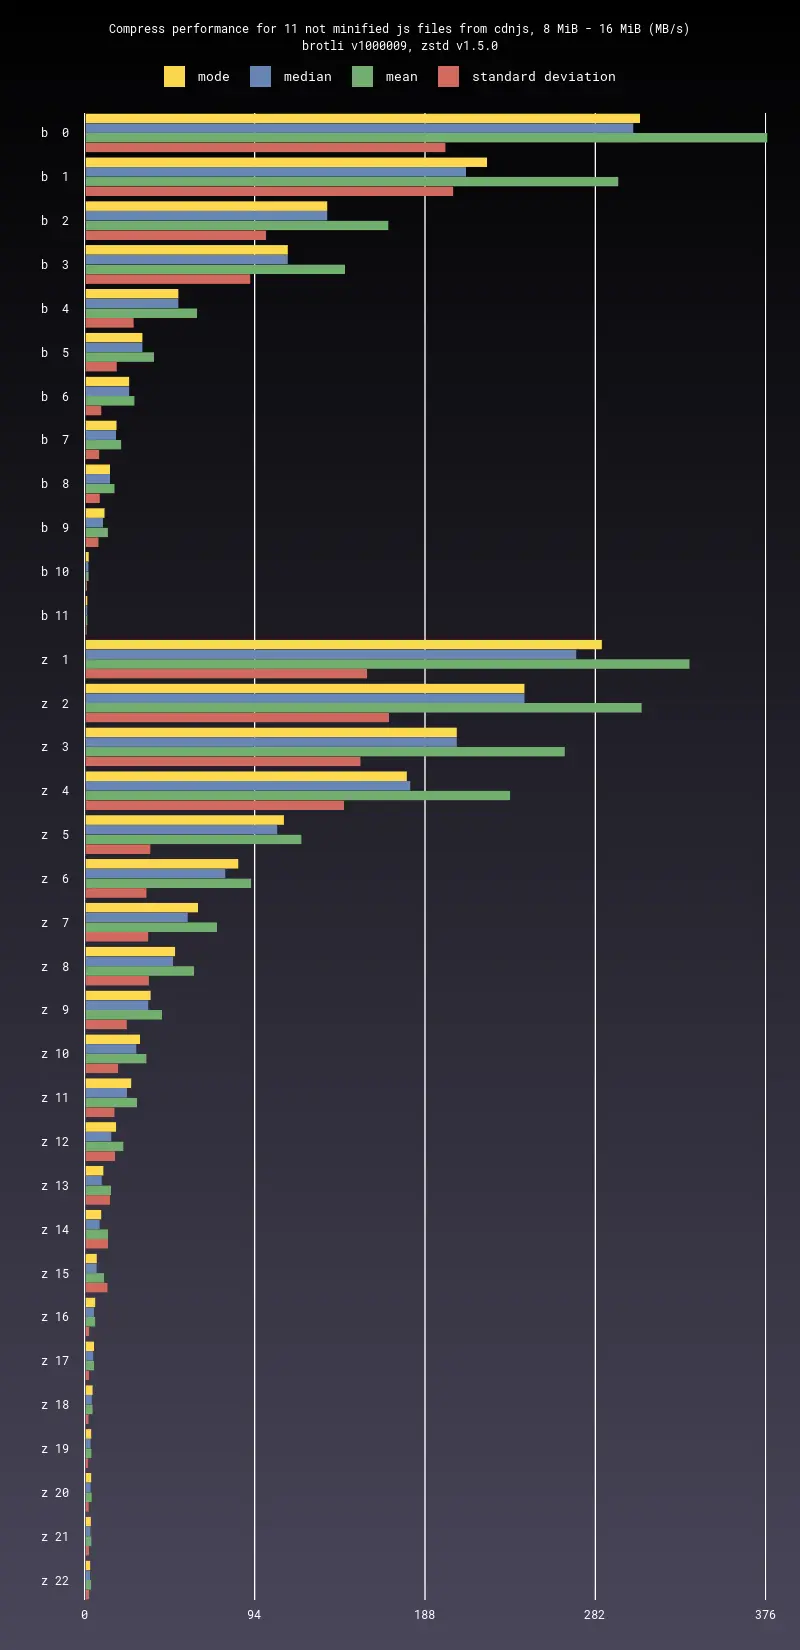 Compress performance for 11 not minified js files from cdnjs, 8 MiB - 16 MiB (MB/s)
brotli v1000009, zstd v1.5.0
mode median mean standard deviation
b 0
b 1
b 2
b 3
b 4
b 5
b 6
b 7
b 8
b 9
b 10
b 11
z 1
z 2
z 3
z 4
z 5
z 6
z 7
z 8
z 9
z 10
z 11
z 12
z 13
z 14
z 15
z 16
z 17
z 18
z 19
z 20
z 21
z 22
0 94 188 282 376